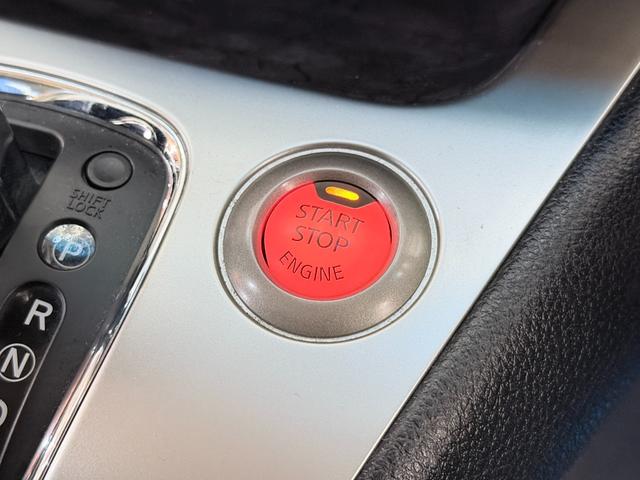 SHIFT
LOCK
P
R
N
START
STOP
ENGINE